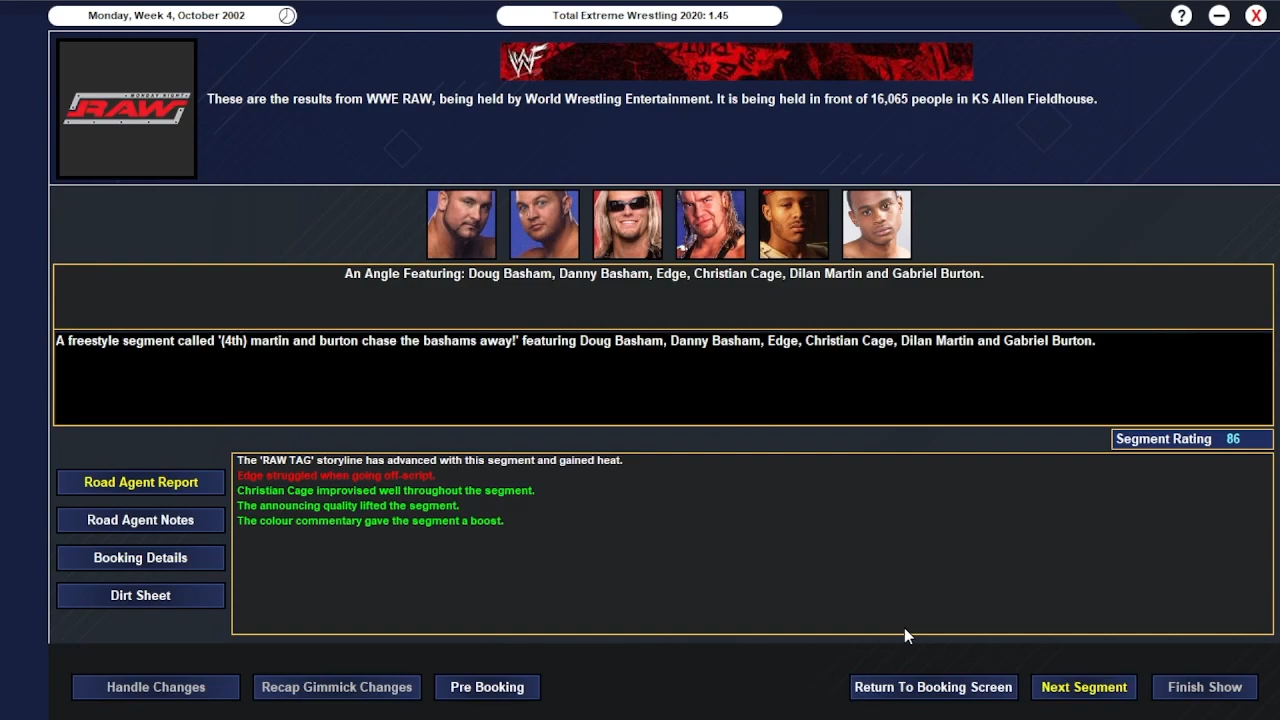 Monday, Week 4, October 2002
Total Extreme Wrestling 2020: 1.45
?
X
MONDAY NIGHT
RAW
WF
These are the results from WWE RAW, being held by World Wrestling Entertainment. It is being held in front of 16,065 people in KS Allen Fieldhouse.
An Angle Featuring: Doug Basham, Danny Basham, Edge, Christian Cage, Dilan Martin and Gabriel Burton.
A freestyle segment called '(4th) martin and burton chase the bashams away!' featuring Doug Basham, Danny Basham, Edge, Christian Cage, Dilan Martin and Gabriel Burton.
Segment Rating 86
Road Agent Report
Road Agent Notes
Booking Details
Dirt Sheet
The 'RAW TAG' storyline has advanced with this segment and gained heat.
Edge struggled when going off-script.
Christian Cage improvised well throughout the segment.
The announcing quality lifted the segment.
The colour commentary gave the segment a boost.
Handle Changes
Recap Gimmick Changes
Pre Booking
Return To Booking Screen
Next Segment
Finish Show